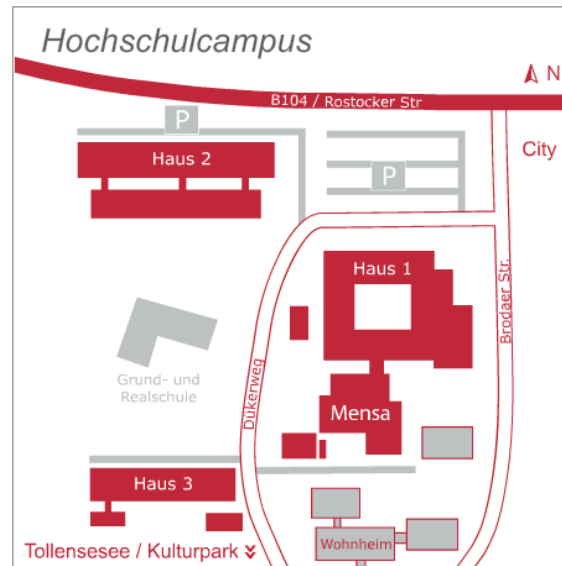 Hochschulcampus
N
B104 / Rostocker Str
P
City
Haus 2
P
Haus 1
Brodaer Str.
Grund- und
Realschule
Dükerweg
Mensa
Haus 3
Wohnheim
Tollensesee / Kulturpark